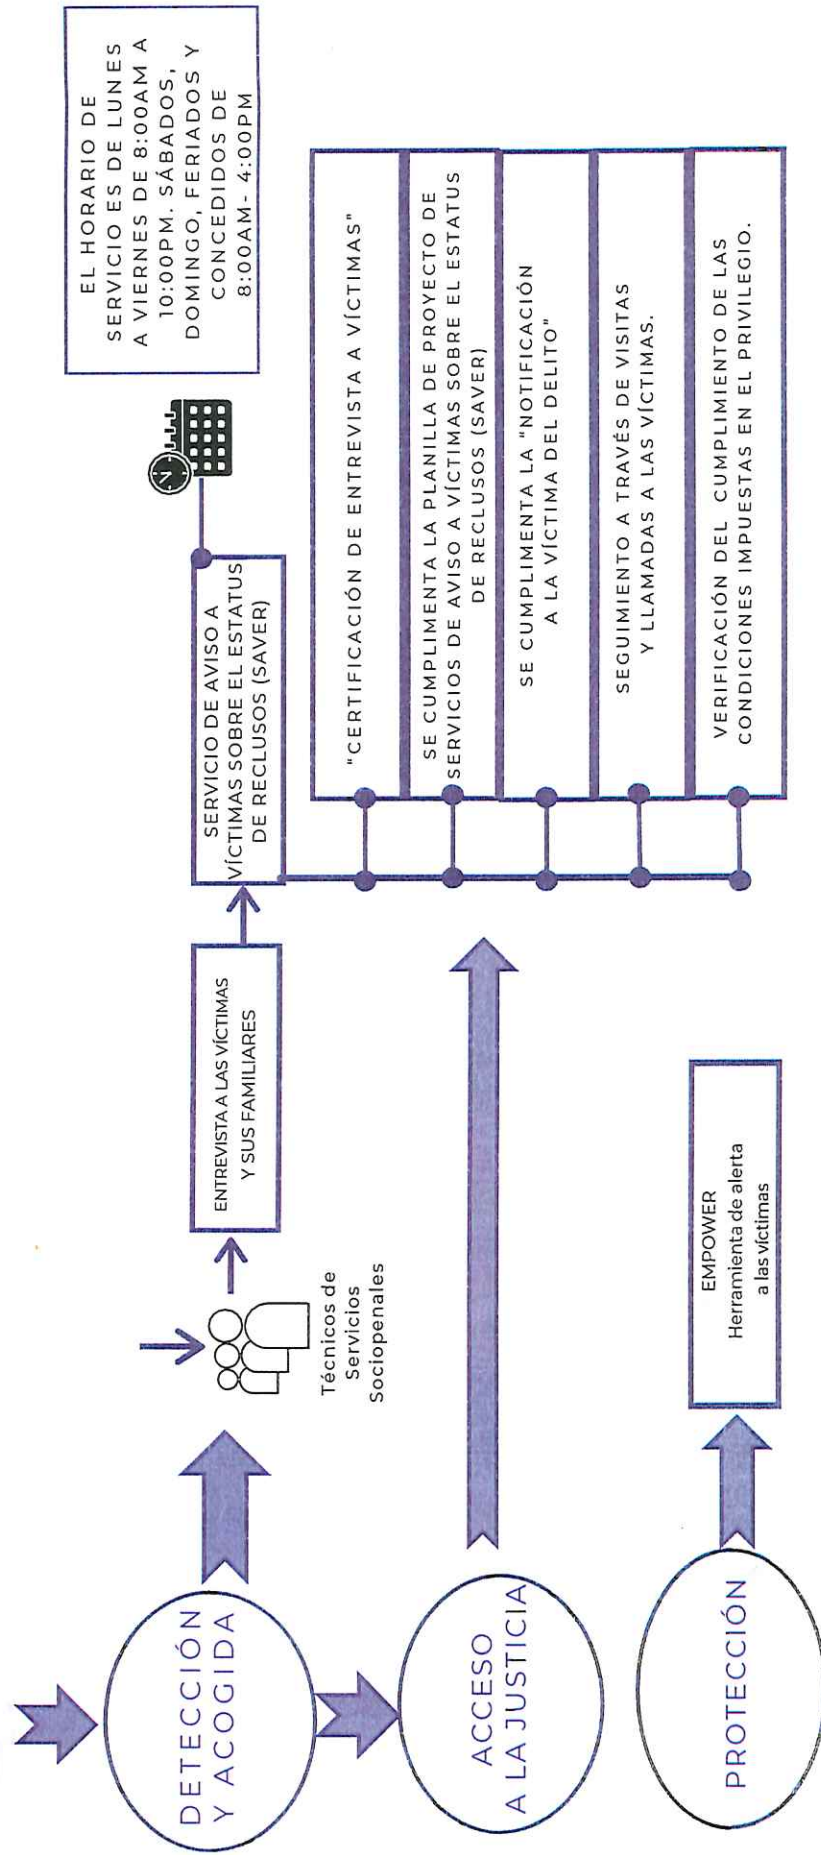 DETECCIÓN
Y ACOGIDA
Técnicos de
Servicios
Sociopenales
ENTREVISTA A LAS VÍCTIMAS
Y SUS FAMILIARES
SERVICIO DE AVISO A
VÍCTIMAS SOBRE EL ESTATUS
DE RECLUSOS (SAVER)
EL HORARIO DE
SERVICIO ES DE LUNES
A VIERNES DE 8:00AM A
10:00PM. SÁBADOS,
DOMINGO, FERIADOS Y
CONCEDIDOS DE
8:00AM- 4:00PM
ACCESO
A LA JUSTICIA
"CERTIFICACIÓN DE ENTREVISTA A VÍCTIMAS"
SE CUMPLIMENTA LA PLANILLA DE PROYECTO DE
SERVICIOS DE AVISO A VÍCTIMAS SOBRE EL ESTATUS
DE RECLUSOS (SAVER)
SE CUMPLIMENTA LA "NOTIFICACIÓN
A LA VÍCTIMA DEL DELITO"
SEGUIMIENTO A TRAVÉS DE VISITAS
Y LLAMADAS A LAS VÍCTIMAS.
VERIFICACIÓN DEL CUMPLIMIENTO DE LAS
CONDICIONES IMPUESTAS EN EL PRIVILEGIO.
PROTECCIÓN
EMPOWER
Herramienta de alerta
a las víctimas